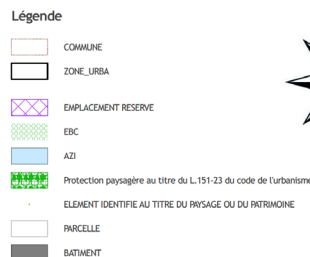 Légende
COMMUNE
ZONE_URBA
EMPLACEMENT RESERVE
EBC
AZI
Protection paysagère au titre du L.151-23 du code de l'urbanisme
ELEMENT IDENTIFIE AU TITRE DU PAYSAGE OU DU PATRIMOINE
PARCELLE
BATIMENT